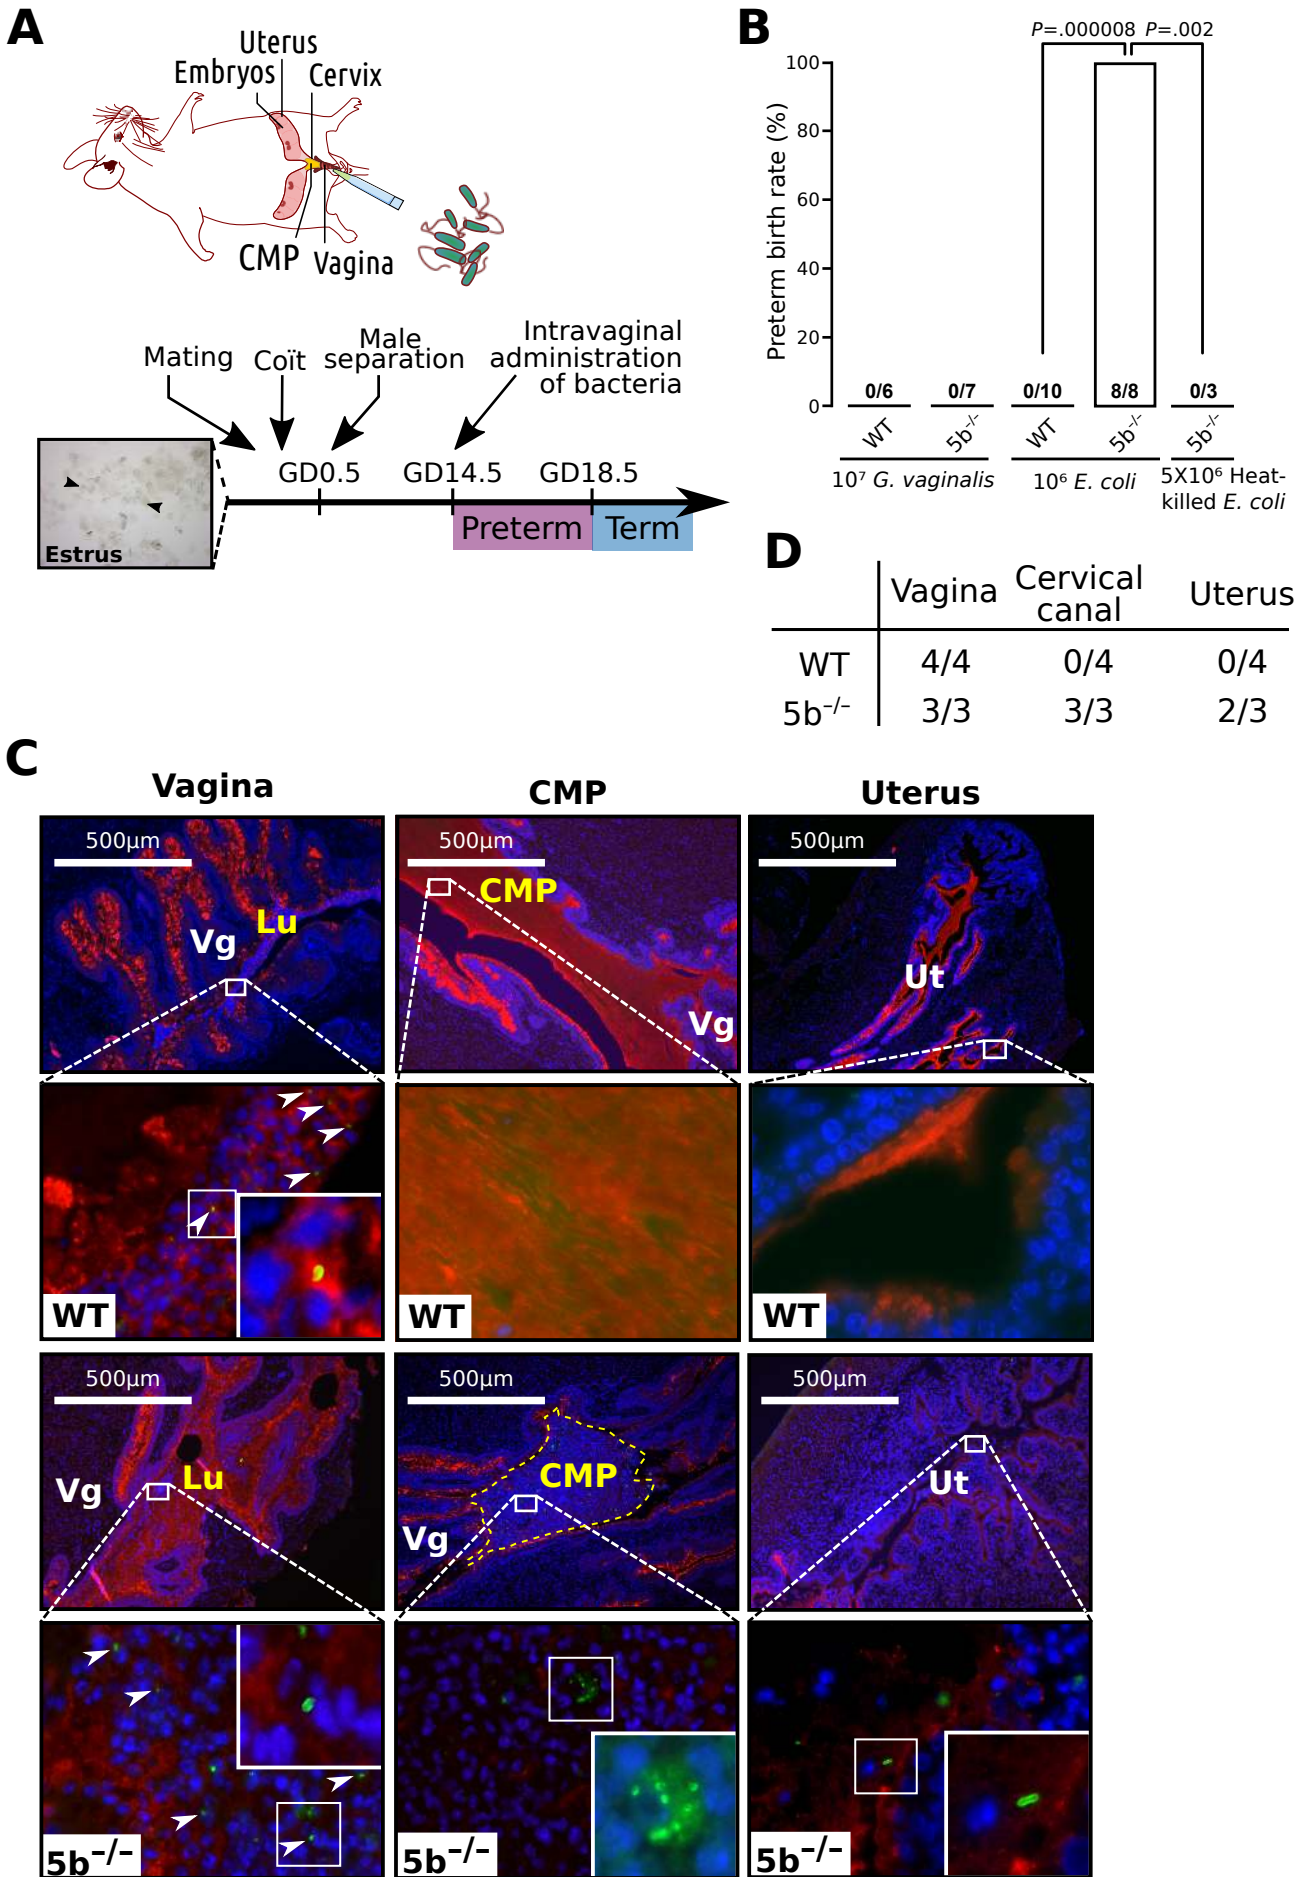 A
Uterus
Embryos
Cervix
CMP
Vagina
Mating
Coït
Male
separation
Intravaginal
administration
of bacteria
GD0.5
GD14.5
GD18.5
Preterm
Term
Estrus
B
P=.000008
P=.002
Preterm birth rate (%)
100
80
60
40
20
0
0/6
0/7
0/10
8/8
0/3
WT
5b⁻/⁻
WT
5b⁻/⁻
5b⁻/⁻
10⁷ G. vaginalis
10⁶ E. coli
5X10⁶ Heat-
killed E. coli
D
Vagina
Cervical
canal
Uterus
WT
4/4
0/4
0/4
5b⁻/⁻
3/3
3/3
2/3
C
Vagina
CMP
Uterus
500µm
Lu
Vg
500µm
CMP
Vg
500µm
Ut
WT
WT
WT
500µm
Lu
Vg
500µm
CMP
Vg
500µm
Ut
5b⁻/⁻
5b⁻/⁻
5b⁻/⁻